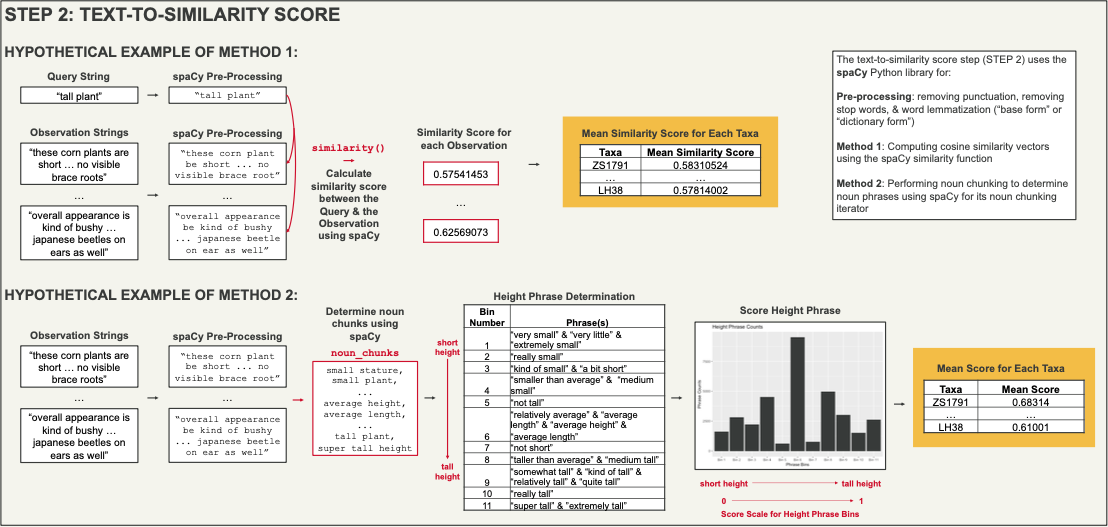 STEP 2: TEXT-TO-SIMILARITY SCORE
HYPOTHETICAL EXAMPLE OF METHOD 1:
Query String
"tall plant"
spaCy Pre-Processing
"tall plant"
Observation Strings
"these corn plants are
short … no visible
brace roots"
…
"overall appearance is
kind of bushy …
japanese beetles on
ears as well"
spaCy Pre-Processing
"these corn plant
be short ... no
visible brace root"
…
"overall appearance
be kind of bushy
... japanese beetle
on ear as well"
similarity()
Calculate
similarity score
between the
Query & the
Observation
using spaCy
Similarity Score for
each Observation
0.57541453
…
0.62569073
Mean Similarity Score for Each Taxa
Taxa Mean Similarity Score
ZS1791 0.58310524
… …
LH38 0.57814002
The text-to-similarity score step (STEP 2) uses the
spaCy Python library for:
Pre-processing: removing punctuation, removing
stop words, & word lemmatization ("base form" or
"dictionary form")
Method 1: Computing cosine similarity vectors
using the spaCy similarity function
Method 2: Performing noun chunking to determine
noun phrases using spaCy for its noun chunking
iterator
HYPOTHETICAL EXAMPLE OF METHOD 2:
Observation Strings
"these corn plants are
short … no visible
brace roots"
…
"overall appearance is
kind of bushy …
japanese beetles on
ears as well"
spaCy Pre-Processing
"these corn plant
be short ... no
visible brace root"
…
"overall appearance
be kind of bushy
... japanese beetle
on ear as well"
Determine noun
chunks using
spaCy
noun_chunks
small stature,
small plant,
...
average height,
average length,
...
tall plant,
super tall height
Height Phrase Determination
short
height
tall
height
Bin
Number Phrase(s)
1 "very small" & "very little" &
"extremely small"
2 "really small"
3 "kind of small" & "a bit short"
4 "smaller than average" & "medium
small"
5 "not tall"
6 "relatively average" & "average
length" & "average height" &
"average length"
7 "not short"
8 "taller than average" & "medium tall"
9 "somewhat tall" & "kind of tall" &
"relatively tall" & "quite tall"
10 "really tall"
11 "super tall" & "extremely tall"
Score Height Phrase
Height Phrase Counts
Phrase Counts
Phrase Bins
short height tall height
0 1
Score Scale for Height Phrase Bins
Mean Score for Each Taxa
Taxa Mean Score
ZS1791 0.68314
… …
LH38 0.61001